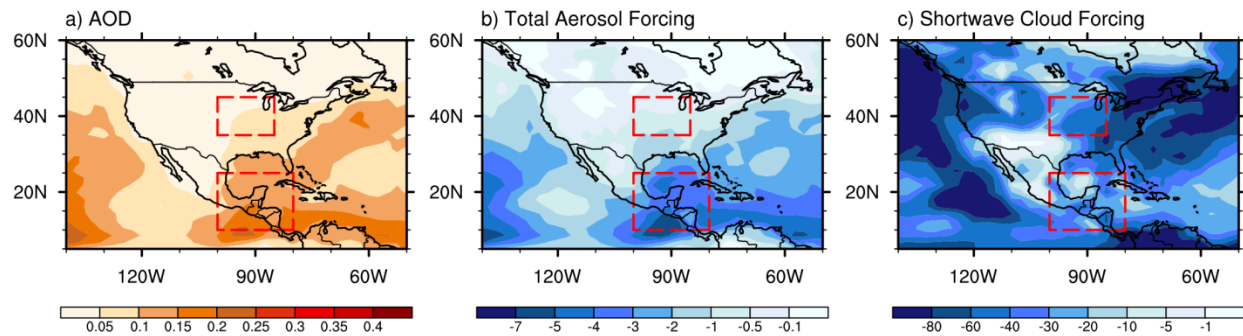 a) AOD
b) Total Aerosol Forcing
c) Shortwave Cloud Forcing
60N
40N
20N
120W 90W 60W
60N
40N
20N
120W 90W 60W
60N
40N
20N
120W 90W 60W
0.05 0.1 0.15 0.2 0.25 0.3 0.35 0.4
-7 -5 -4 -3 -2 -1 -0.5 -0.1
-80 -60 -40 -30 -20 -10 -5 -1